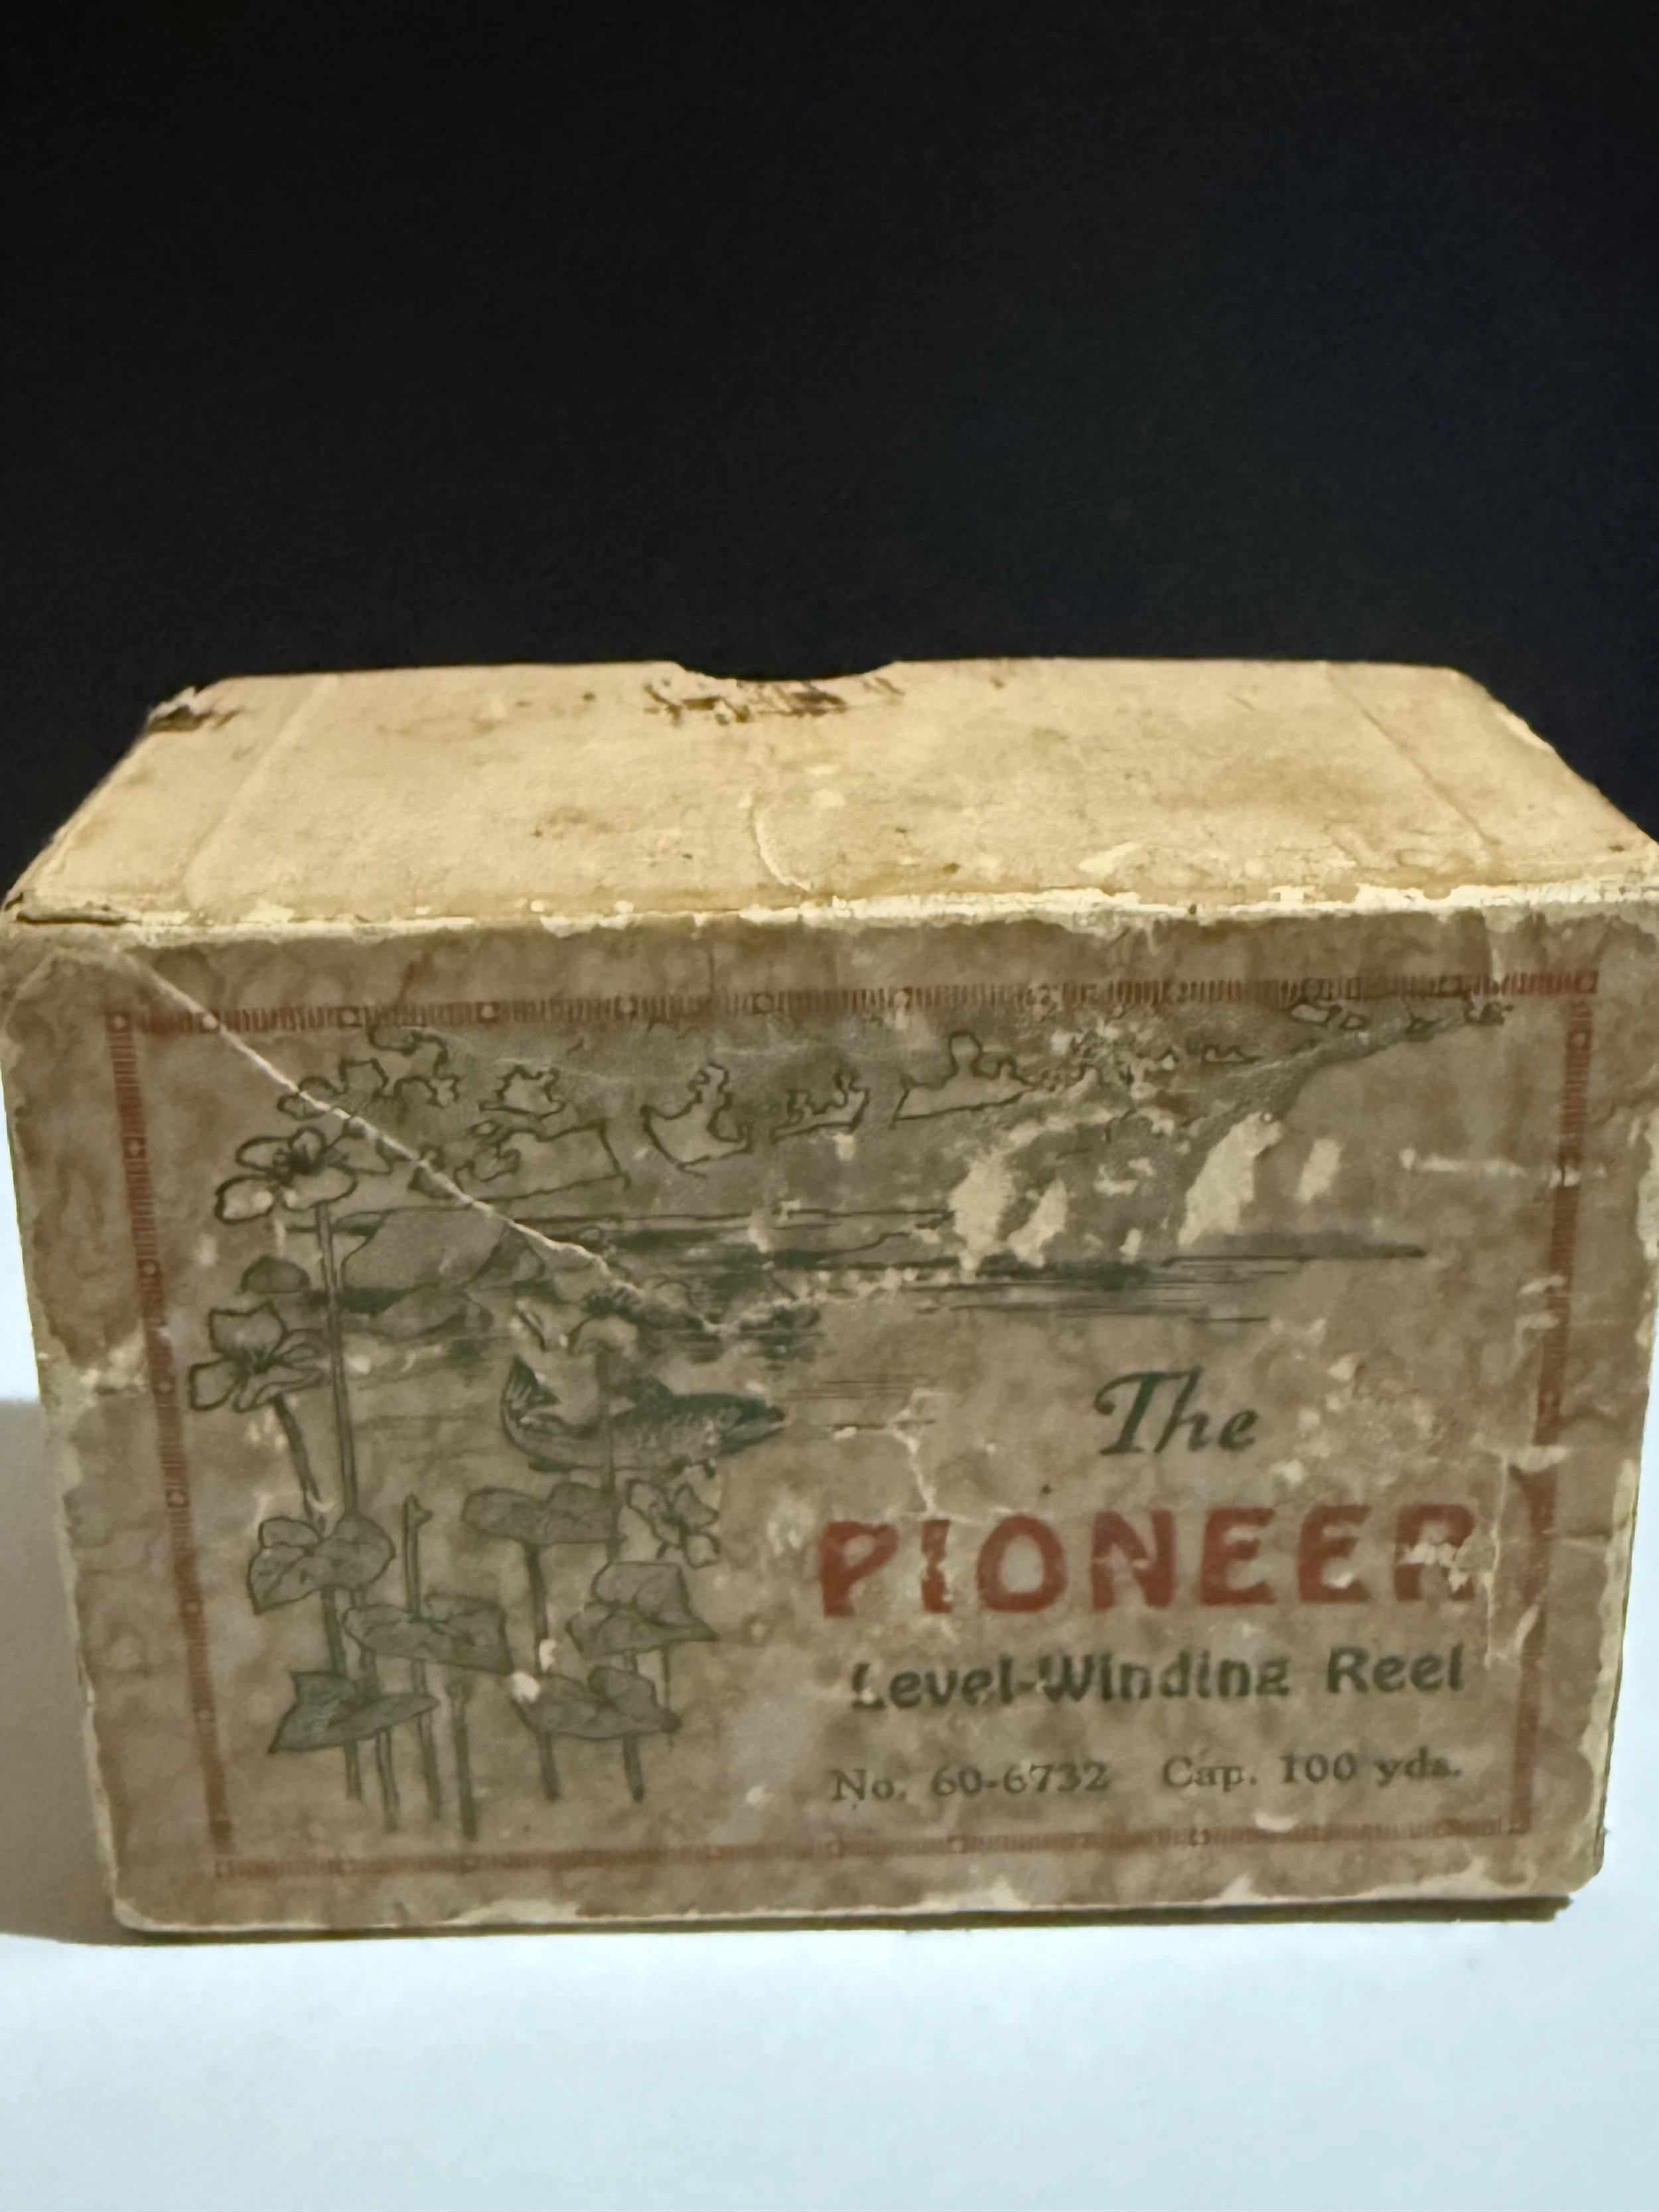 The
PIONEER
Level-Winding Reel
No. 60-6732 Cap. 100 yds.